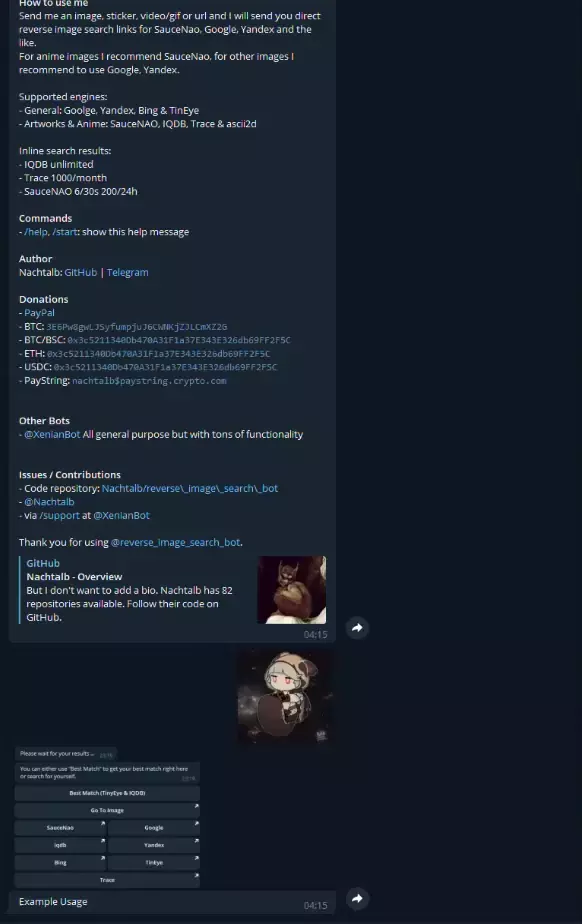 How to use me
Send me an image, sticker, video/gif or url and I will send you direct
reverse image search links for SauceNao, Google, Yandex and the
like.
For anime images I recommend SauceNao, for other images I
recommend to use Google, Yandex.
Supported engines:
- General: Goolge, Yandex, Bing & TinEye
- Artworks & Anime: SauceNAO, IQDB, Trace & ascii2d
Inline search results:
- IQDB unlimited
- Trace 1000/month
- SauceNAO 6/30s 200/24h
Commands
- /help, /start: show this help message
Author
Nachtalb: GitHub | Telegram
Donations
- PayPal
- BTC:
- BTC/BSC: 0x3c5211340Db470A31F1a37E343E326db69FF2F5C
- ETH: 0x3c5211340Db470A31F1a37E343E326db69FF2F5C
- USDC: 0x3c5211340Db470A31F1a37E343E326db69FF2F5C
- PayString: nachtalb$paystring.crypto.com
Other Bots
- @XenianBot All general purpose but with tons of functionality
Issues / Contributions
- Code repository: Nachtalb/reverse\_image\_search\_bot
- @Nachtalb
- via /support at @XenianBot
Thank you for using @reverse_image_search_bot.
GitHub
Nachtalb - Overview
But I don't want to add a bio. Nachtalb has 82
repositories available. Follow their code on
GitHub.
04:15
Please wait for your results ...
You can either use "Best Match" to get your best match right here
or search for yourself.
Best Match (TinyEye & IQDB)
Go To Image
SauceNao Google
iqdb Yandex
Bing TinEye
Trace
Example Usage
04:15